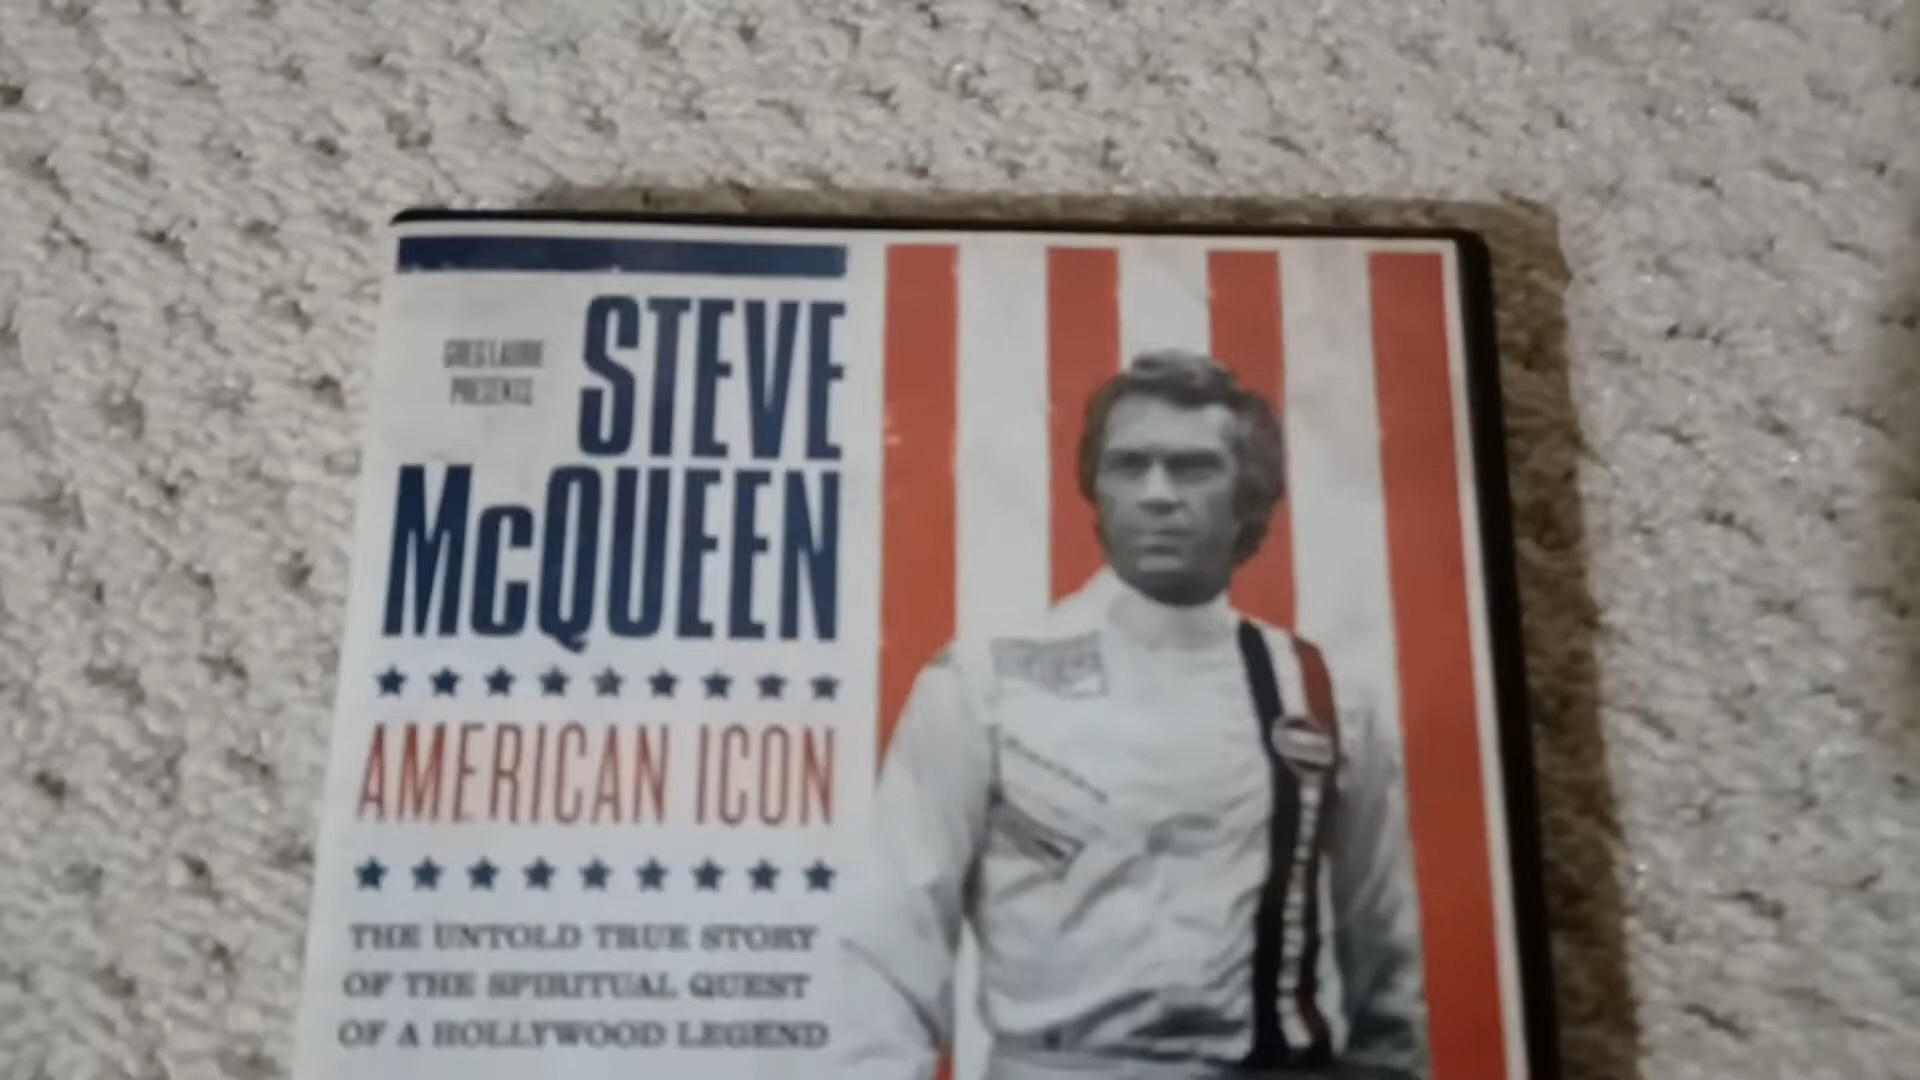 GREG LAURIE
PRESENTS
STEVE
McQUEEN
AMERICAN ICON
THE UNTOLD TRUE STORY
OF THE SPIRITUAL QUEST
OF A HOLLYWOOD LEGEND